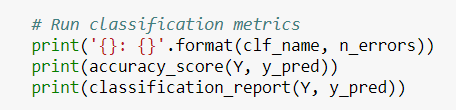 # Run classification metrics
print('{}: {}'.format(clf_name, n_errors))
print(accuracy_score(Y, y_pred))
print(classification_report(Y, y_pred))